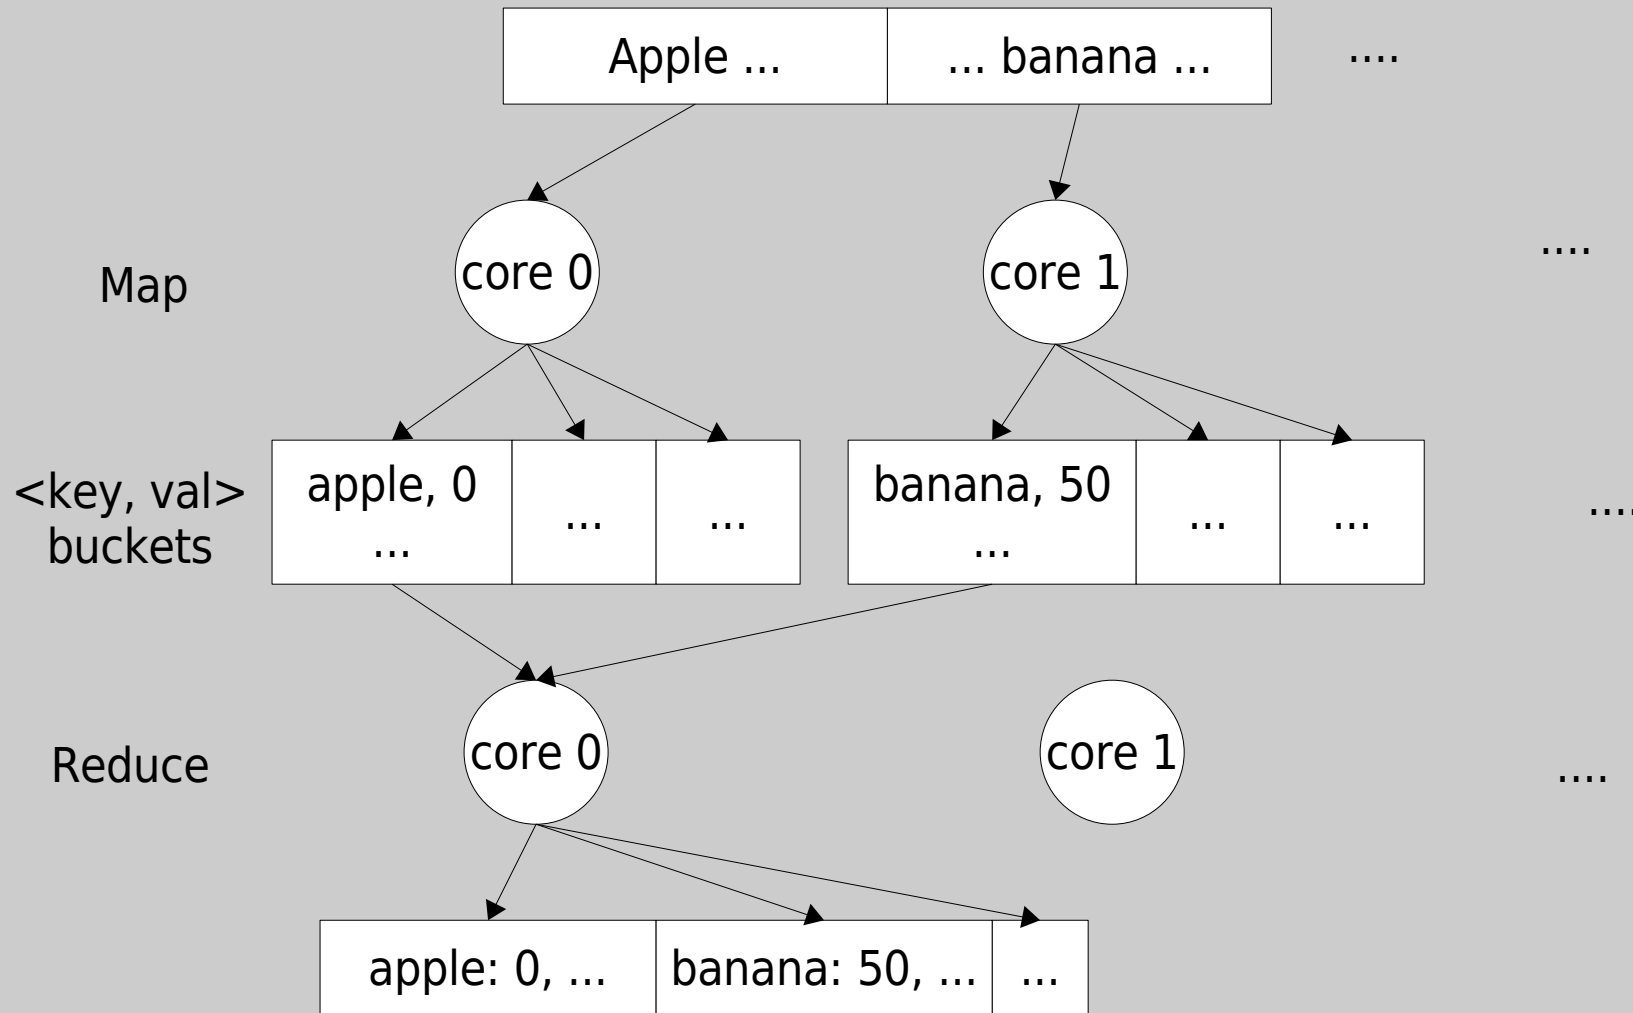 Apple ...
... banana ...
....
Map
core 0
core 1
....
<key, val>
buckets
apple, 0
...
...
...
banana, 50
...
...
...
....
Reduce
core 0
core 1
....
apple: 0, ...
banana: 50, ...
...